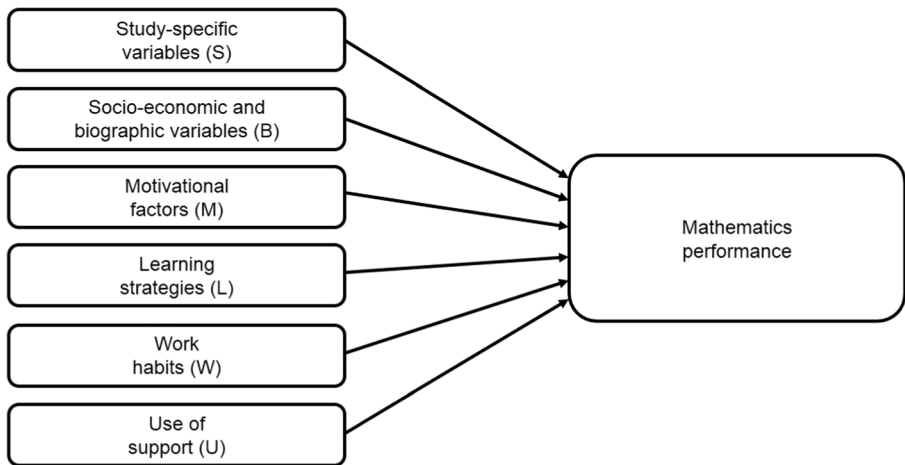 Study-specific
variables (S)
Socio-economic and
biographic variables (B)
Motivational
factors (M)
Learning
strategies (L)
Work
habits (W)
Use of
support (U)
Mathematics
performance